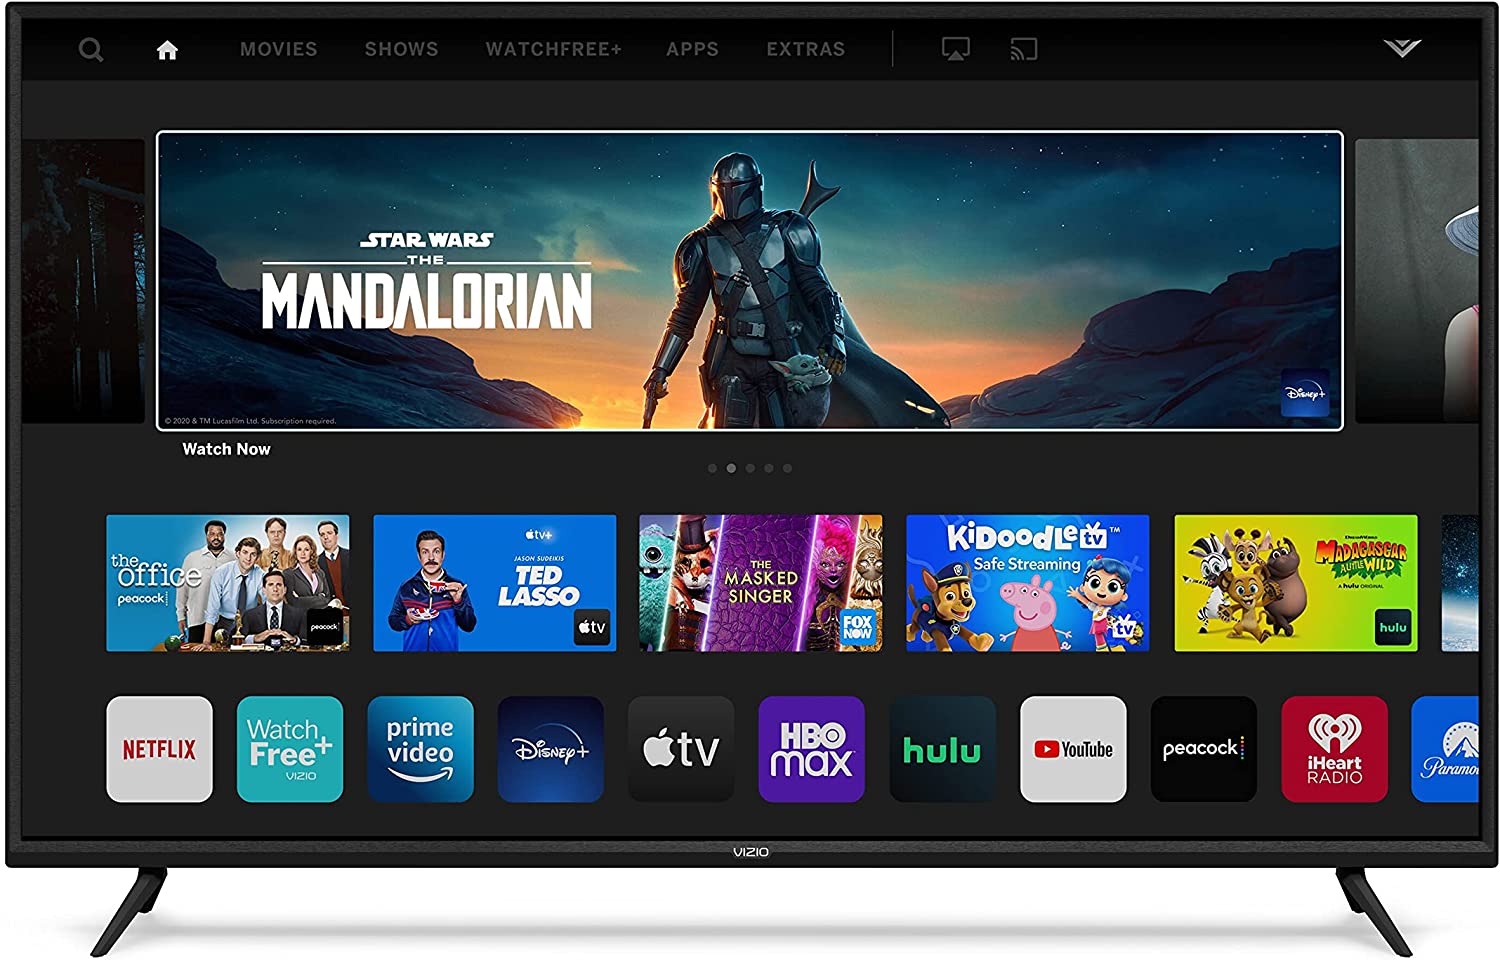 MOVIES SHOWS WATCHFREE+ APPS EXTRAS
STAR WARS
THE
MANDALORIAN
Disney+
© 2020 & TM Lucasfilm Ltd. Subscription required.
Watch Now
the
office
peacock
peacock
tv+
JASON SUDEIKIS
TED
LASSO
tv
THE
MASKED
SINGER
FOX
NOW
KiDooDLE tv ™
Safe Streaming
tv
DreamWorks
MADAGASCAR
A LITTLE WILD
A hulu ORIGINAL
hulu
NETFLIX
Watch
Free+
VIZIO
prime
video
Disney+
tv
HBO
max
hulu
YouTube
peacock
iHeart
RADIO
Paramo
VIZIO